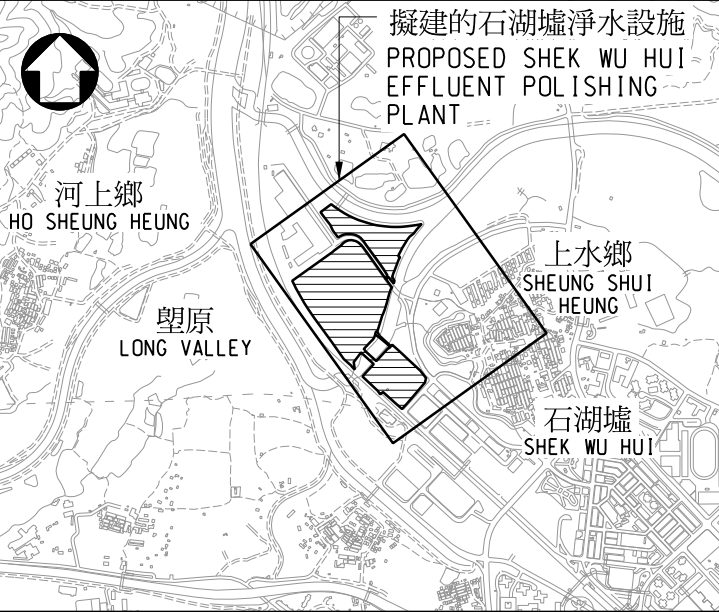 擬建的石湖墟淨水設施
PROPOSED SHEK WU HUI
EFFLUENT POLISHING
PLANT
河上鄉
HO SHEUNG HEUNG
上水鄉
SHEUNG SHUI
HEUNG
塱原
LONG VALLEY
石湖墟
SHEK WU HUI